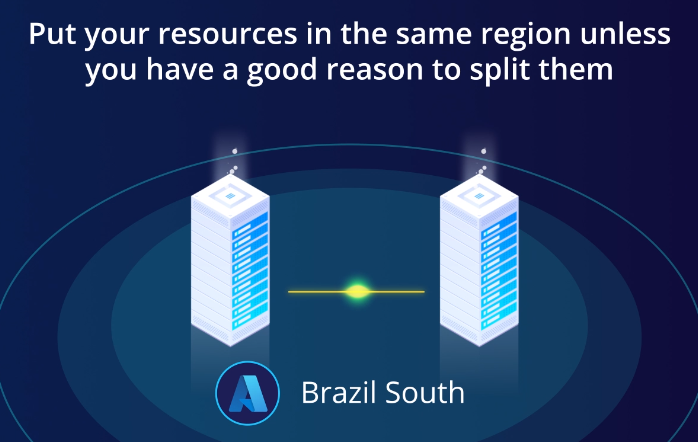 Put your resources in the same region unless
you have a good reason to split them
Brazil South